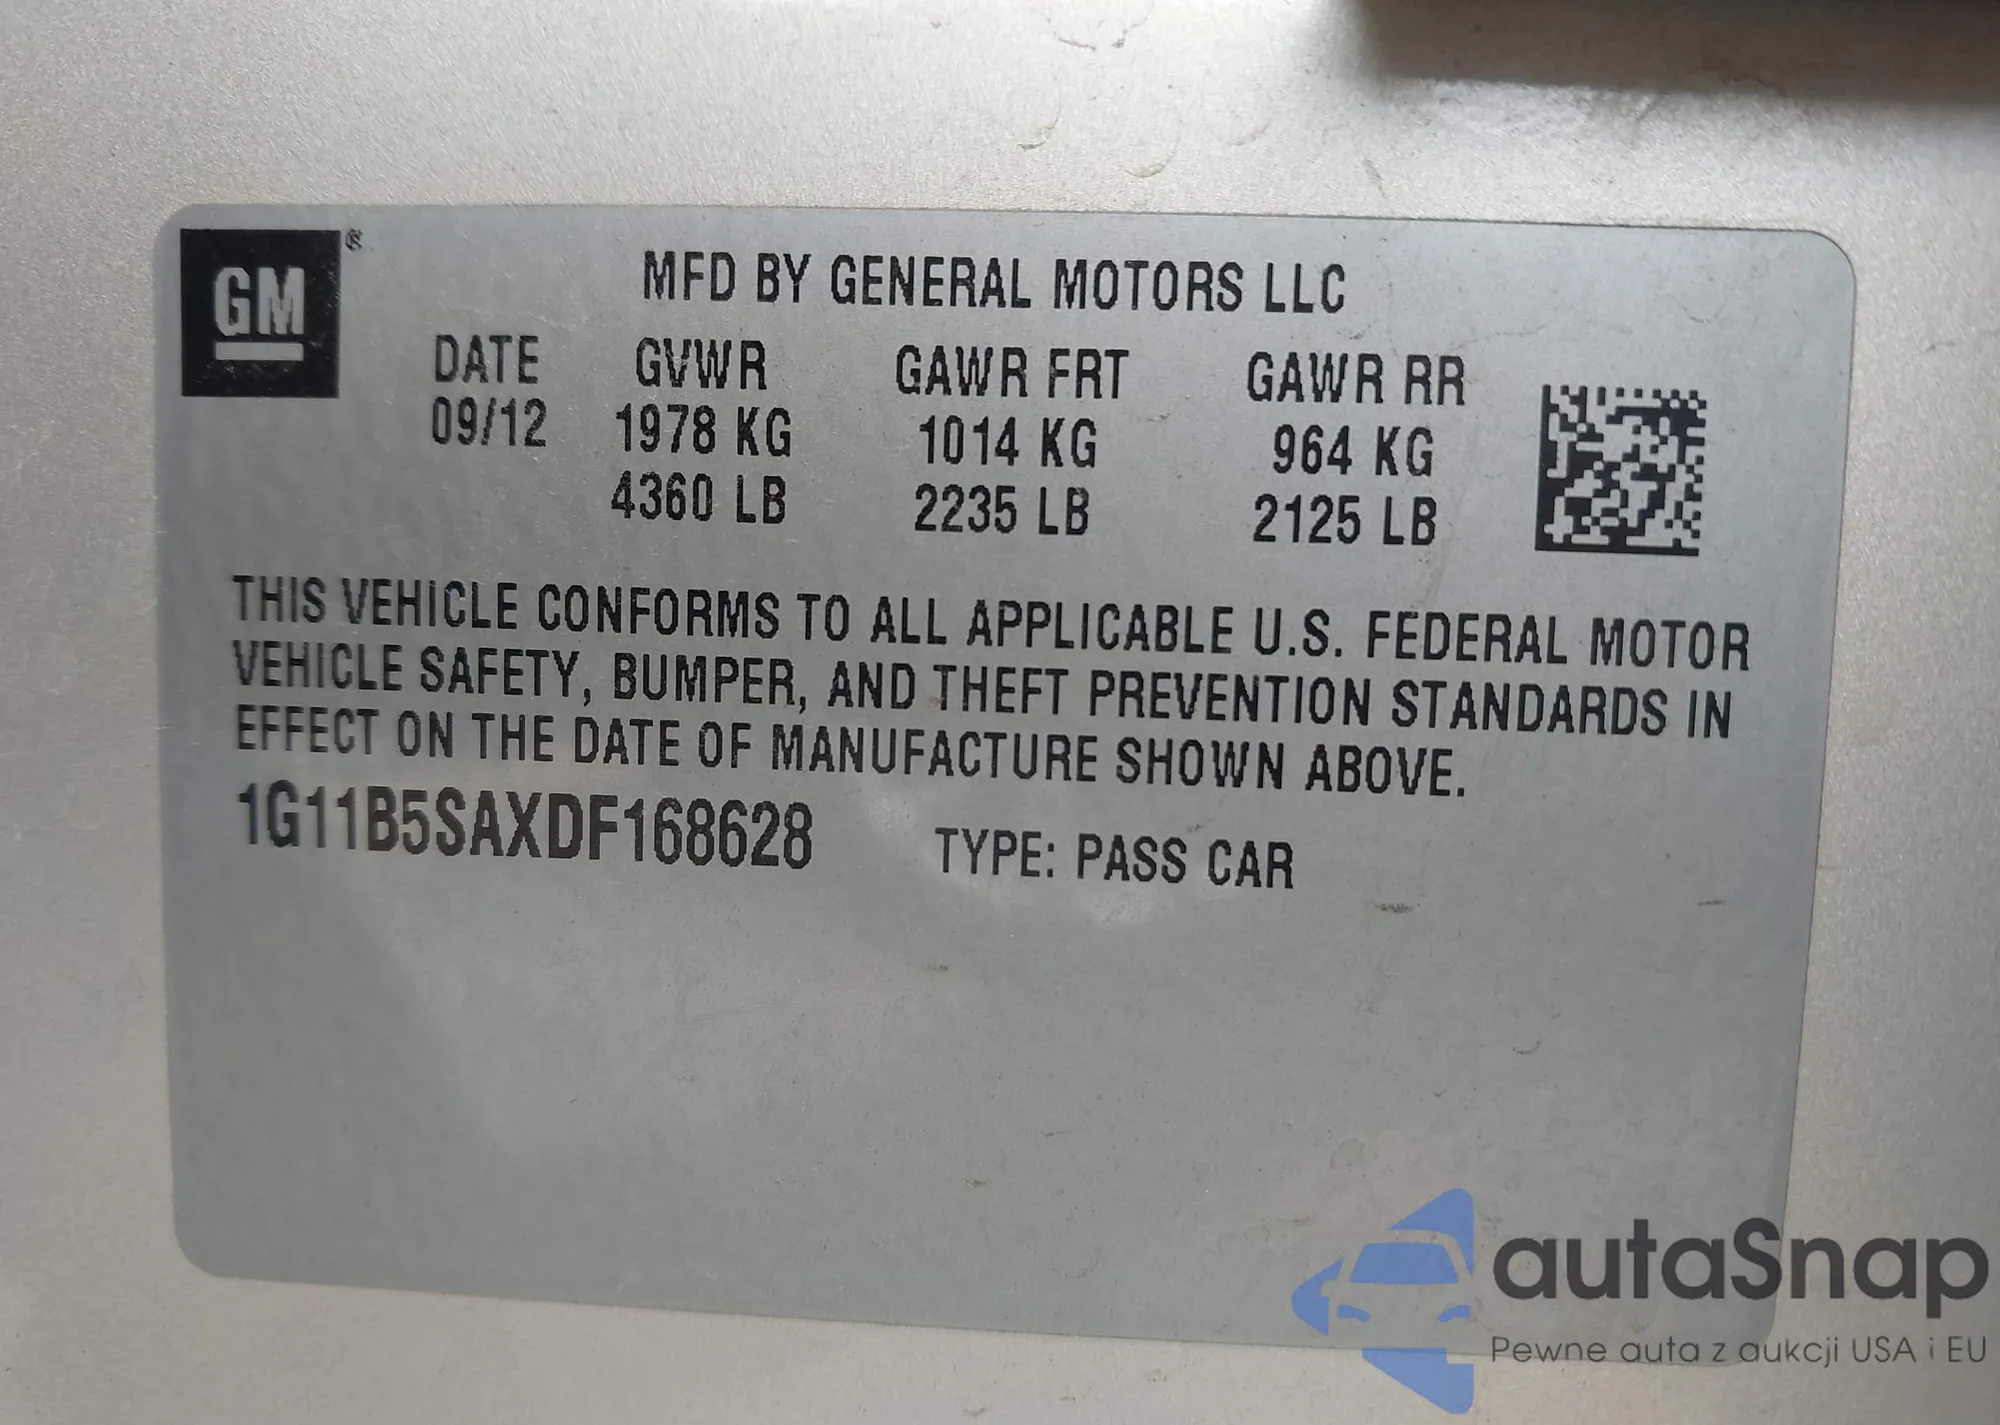 GM ®
MFD BY GENERAL MOTORS LLC
DATE GVWR GAWR FRT GAWR RR
09/12 1978 KG 1014 KG 964 KG
4360 LB 2235 LB 2125 LB
THIS VEHICLE CONFORMS TO ALL APPLICABLE U.S. FEDERAL MOTOR
VEHICLE SAFETY, BUMPER, AND THEFT PREVENTION STANDARDS IN
EFFECT ON THE DATE OF MANUFACTURE SHOWN ABOVE.
1G11B5SAXDF168628 TYPE: PASS CAR
autaSnap
Pewne auta z aukcji USA i EU